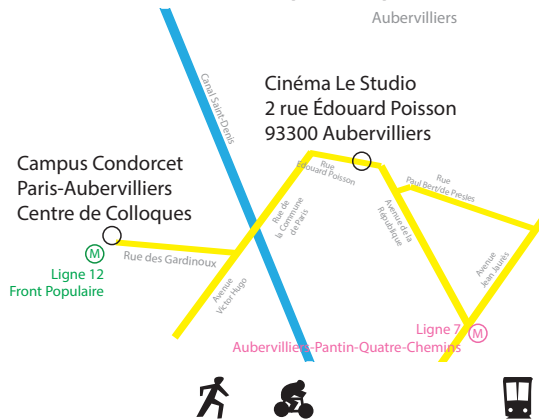 Aubervilliers
Canal Saint-Denis
Cinéma Le Studio
2 rue Édouard Poisson
93300 Aubervilliers
Rue
Edouard Poisson
Rue
Paul Bert/de Presles
Campus Condorcet
Paris-Aubervilliers
Centre de Colloques
Rue de
la Commune
de Paris
Avenue de la
République
M
Rue des Gardinoux
Ligne 12
Front Populaire
Avenue
Victor Hugo
Avenue
Jean Jaurès
Ligne 7
M
Aubervilliers-Pantin-Quatre-Chemins